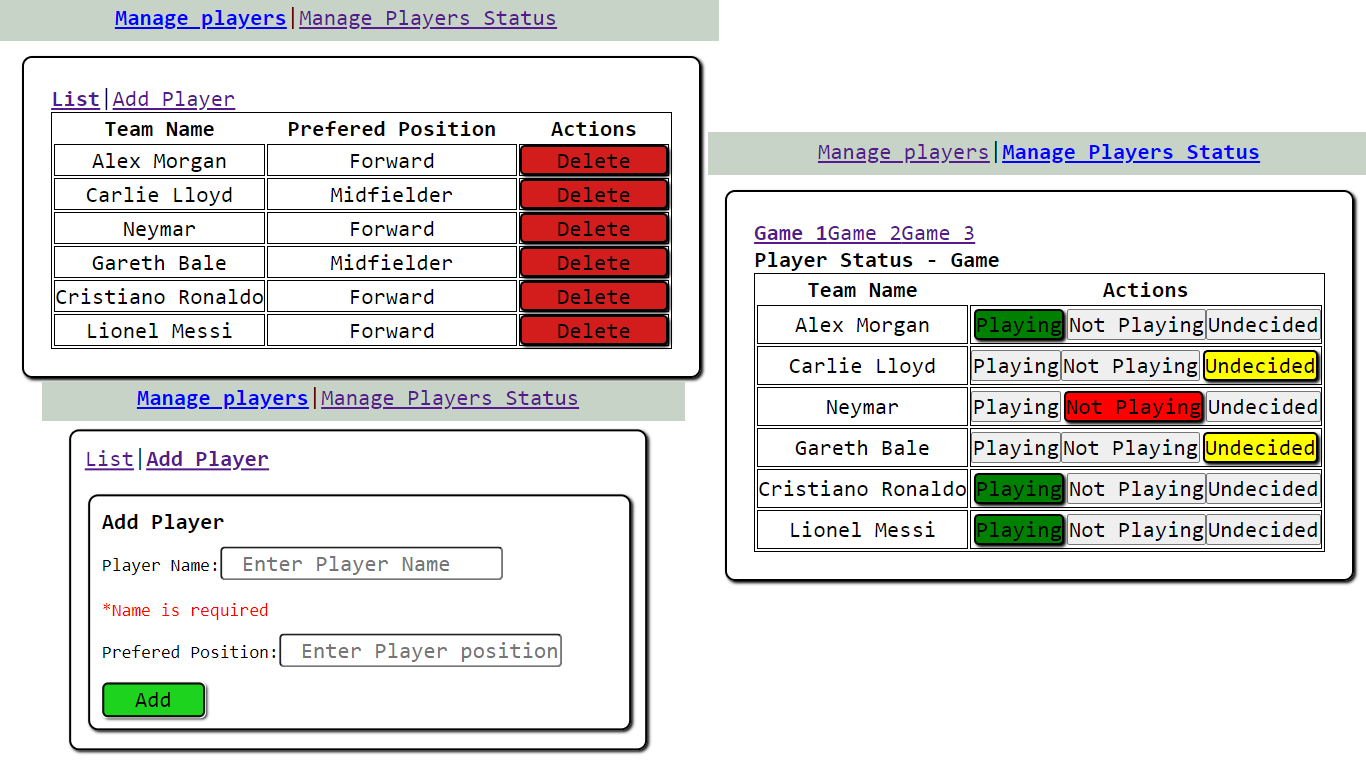 Manage players|Manage Players Status
List|Add Player
Team Name Prefered Position Actions
Alex Morgan Forward Delete
Carlie Lloyd Midfielder Delete
Neymar Forward Delete
Gareth Bale Midfielder Delete
Cristiano Ronaldo Forward Delete
Lionel Messi Forward Delete
Manage players|Manage Players Status
List|Add Player
Add Player
Player Name: Enter Player Name
*Name is required
Prefered Position: Enter Player position
Add
Manage players|Manage Players Status
Game 1Game 2Game 3
Player Status - Game
Team Name Actions
Alex Morgan Playing Not Playing Undecided
Carlie Lloyd Playing Not Playing Undecided
Neymar Playing Not Playing Undecided
Gareth Bale Playing Not Playing Undecided
Cristiano Ronaldo Playing Not Playing Undecided
Lionel Messi Playing Not Playing Undecided